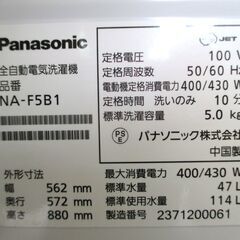 Panasonic
全自動電気洗濯機
NA-F5B1
JET
定格電圧 100 V
定格周波数 50/60 H
電動機定格消費電力 400/430 W
定格時間 洗いのみ 10 分
標準洗濯容量 5.0 k
PS
E
パナソニック株式会
中国製
外形寸法
幅 562 mm
奥行 572 mm
高さ 880 mm
最大消費電力 400/430 W
標準水量 47 L
標準使用水量 114 L
製造番号 2371200061